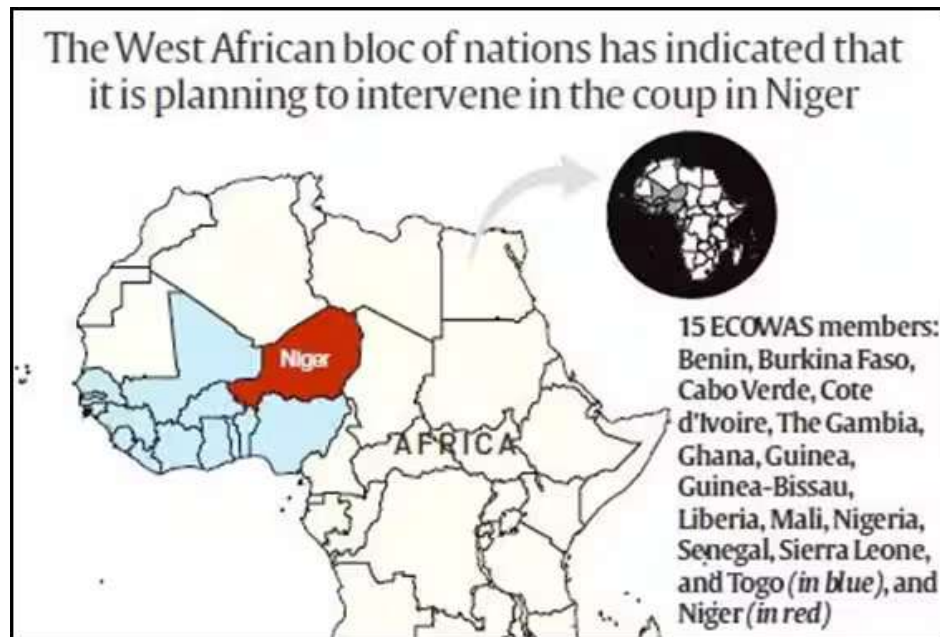 The West African bloc of nations has indicated that
it is planning to intervene in the coup in Niger
Niger
AFRICA
15 ECOWAS members:
Benin, Burkina Faso,
Cabo Verde, Cote
d'Ivoire, The Gambia,
Ghana, Guinea,
Guinea-Bissau,
Liberia, Mali, Nigeria,
Senegal, Sierra Leone,
and Togo (in blue), and
Niger (in red)